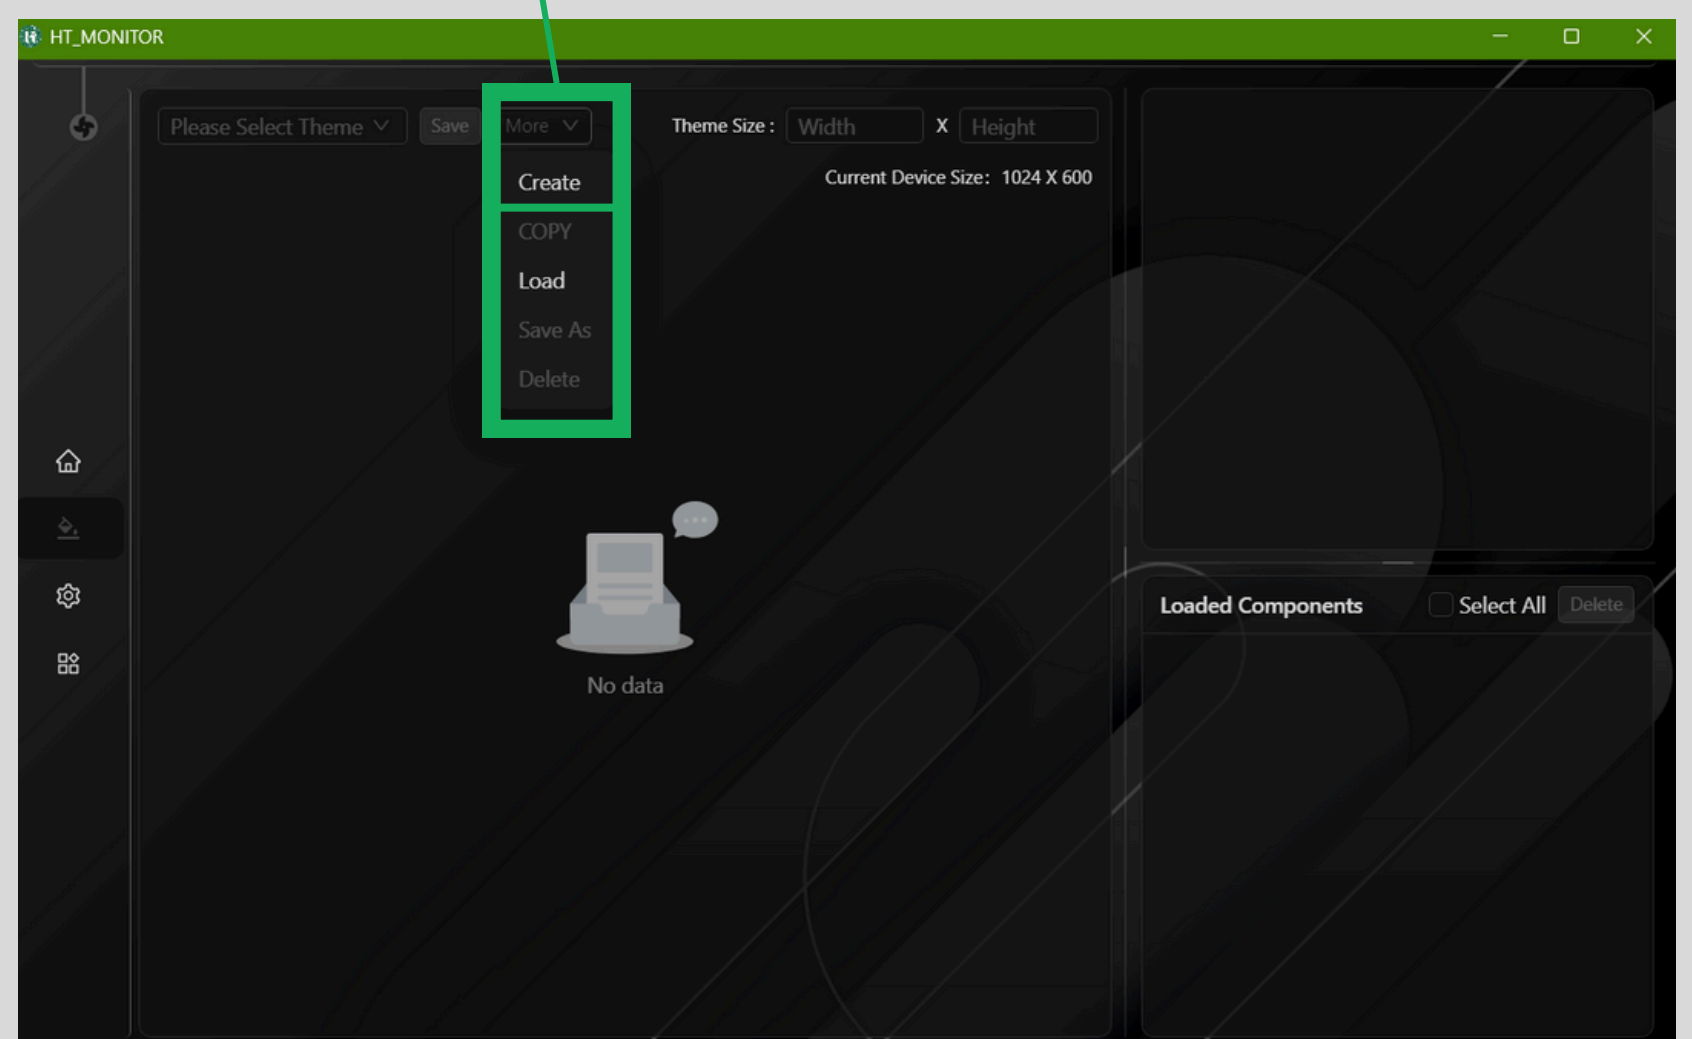 HT_MONITOR
Please Select Theme Save More Theme Size : Width X Height
Create
Current Device Size: 1024 X 600
COPY
Load
Save As
Delete
No data
Loaded Components Select All Delete